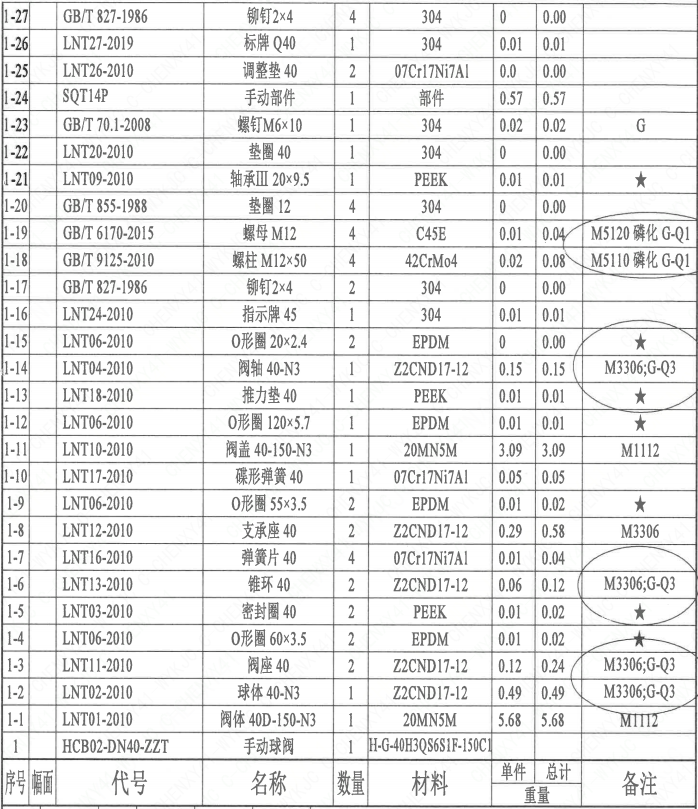 1-27 GB/T 827-1986 铆钉2×4 4 304 0 0.00
1-26 LNT27-2019 标牌 Q40 1 304 0.01 0.01
1-25 LNT26-2010 调整垫 40 2 07Cr17Ni7Al 0.0 0.00
1-24 SQT14P 手动部件 1 部件 0.57 0.57
1-23 GB/T 70.1-2008 螺钉M6×10 1 304 0.02 0.02 G
1-22 LNT20-2010 垫圈 40 1 304 0 0.00
1-21 LNT09-2010 轴承Ⅲ 20×9.5 1 PEEK 0.01 0.01 ★
1-20 GB/T 855-1988 垫圈 12 4 304 0 0.00
1-19 GB/T 6170-2015 螺母 M12 4 C45E 0.01 0.04 M5120 磷化 G-Q1
1-18 GB/T 9125-2010 螺柱 M12×50 4 42CrMo4 0.02 0.08 M5110 磷化 G-Q1
1-17 GB/T 827-1986 铆钉2×4 2 304 0 0.00
1-16 LNT24-2010 指示牌 45 1 304 0.01 0.01
1-15 LNT06-2010 O形圈 20×2.4 2 EPDM 0 0.00 ★
1-14 LNT04-2010 阀轴 40-N3 1 Z2CND17-12 0.15 0.15 M3306;G-Q3
1-13 LNT18-2010 推力垫 40 1 PEEK 0.01 0.01 ★
1-12 LNT06-2010 O形圈 120×5.7 1 EPDM 0.01 0.01 ★
1-11 LNT10-2010 阀盖 40-150-N3 1 20MN5M 3.09 3.09 M1112
1-10 LNT17-2010 碟形弹簧 40 1 07Cr17Ni7Al 0.05 0.05
1-9 LNT06-2010 O形圈 55×3.5 2 EPDM 0.01 0.02 ★
1-8 LNT12-2010 支承座 40 2 Z2CND17-12 0.29 0.58 M3306
1-7 LNT16-2010 弹簧片 40 4 07Cr17Ni7Al 0.01 0.04
1-6 LNT13-2010 锥环 40 2 Z2CND17-12 0.06 0.12 M3306;G-Q3
1-5 LNT03-2010 密封圈 40 2 PEEK 0.01 0.02 ★
1-4 LNT06-2010 O形圈 60×3.5 2 EPDM 0.01 0.02 ★
1-3 LNT11-2010 阀座 40 2 Z2CND17-12 0.12 0.24 M3306;G-Q3
1-2 LNT02-2010 球体 40-N3 1 Z2CND17-12 0.49 0.49 M3306;G-Q3
1-1 LNT01-2010 阀体 40D-150-N3 1 20MN5M 5.68 5.68 M1112
1 HCB02-DN40-ZZT 手动球阀 1 H-G-40H3QS6S1F-150C1
序号 幅面 代号 名称 数量 材料 单件 总计 备注
重量